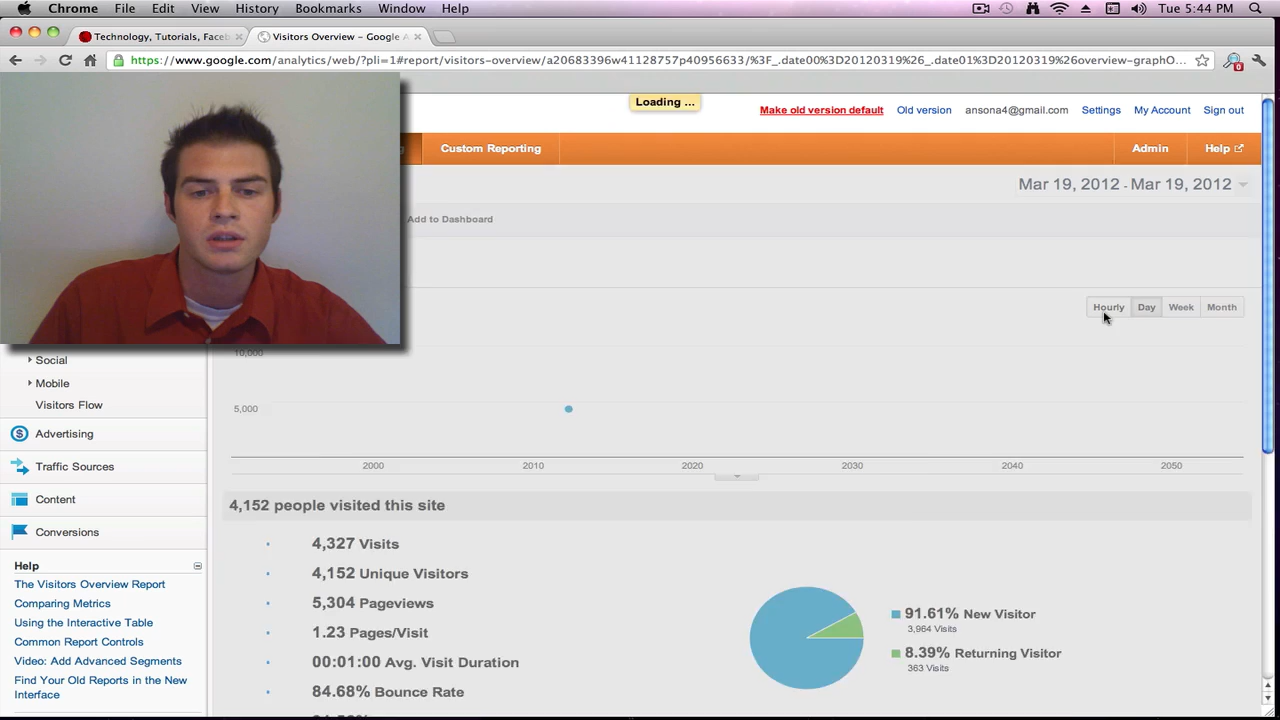 Chrome File Edit View History Bookmarks Window Help Tue 5:44 PM
Technology, Tutorials, Faceb
Visitors Overview – Google A
https://www.google.com/analytics/web/?pli=1#report/visitors-overview/a20683396w41128757p40956633/%3F_.date00%3D20120319%26_.date01%3D20120319%26overview-graphO...
Loading ...
Make old version default Old version ansona4@gmail.com Settings My Account Sign out
Custom Reporting Admin Help
Mar 19, 2012 - Mar 19, 2012
Add to Dashboard
Hourly Day Week Month
10,000
5,000
2000 2010 2020 2030 2040 2050
Social
Mobile
Visitors Flow
Advertising
Traffic Sources
Content
Conversions
Help
The Visitors Overview Report
Comparing Metrics
Using the Interactive Table
Common Report Controls
Video: Add Advanced Segments
Find Your Old Reports in the New
Interface
4,152 people visited this site
4,327 Visits
4,152 Unique Visitors
5,304 Pageviews
1.23 Pages/Visit
00:01:00 Avg. Visit Duration
84.68% Bounce Rate
91.61% New Visitor
3,964 Visits
8.39% Returning Visitor
363 Visits